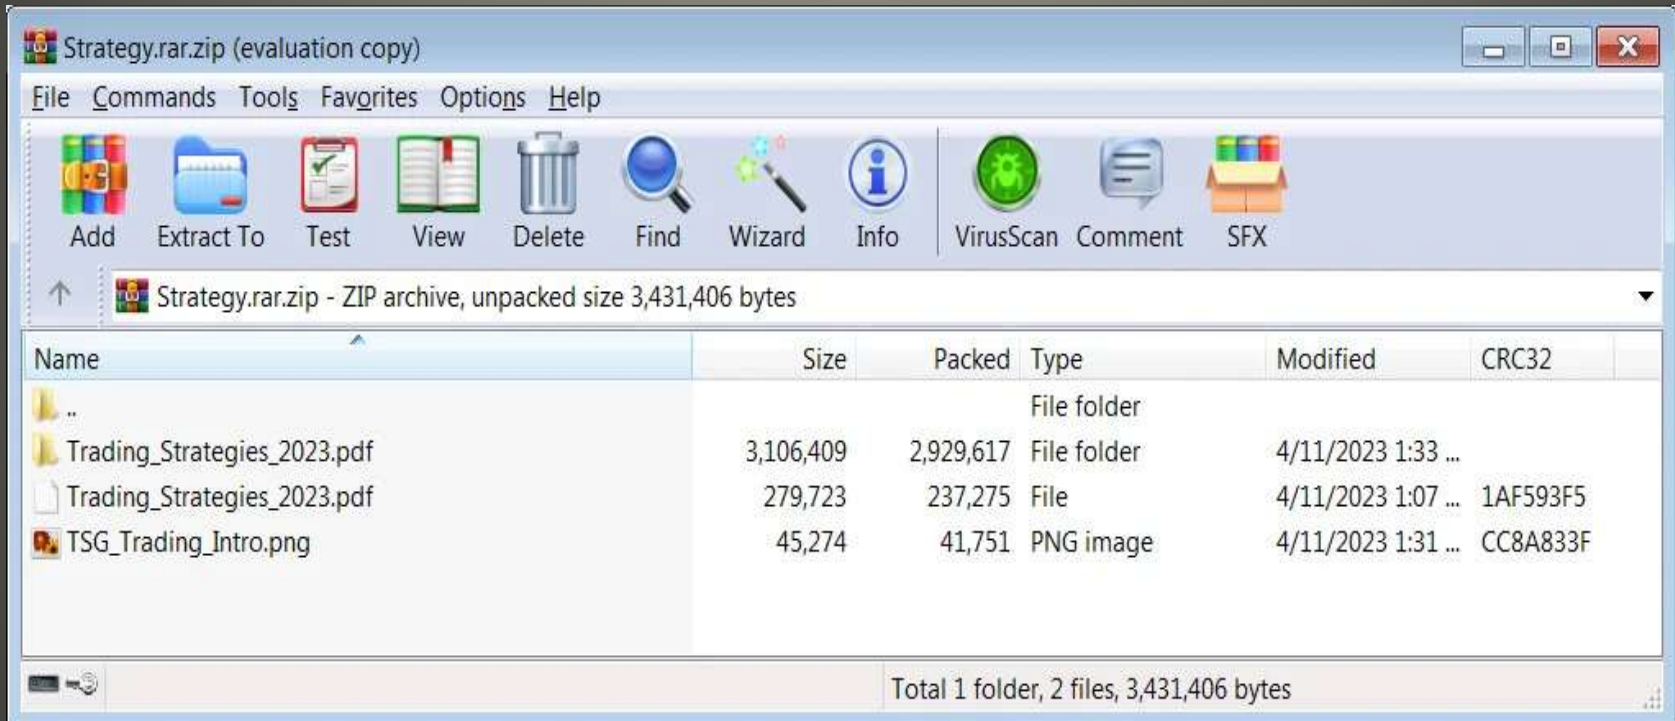 Strategy.rar.zip (evaluation copy)
File Commands Tools Favorites Options Help
Add Extract To Test View Delete Find Wizard Info VirusScan Comment SFX
Strategy.rar.zip - ZIP archive, unpacked size 3,431,406 bytes
Name Size Packed Type Modified CRC32
.. File folder
Trading_Strategies_2023.pdf 3,106,409 2,929,617 File folder 4/11/2023 1:33 ...
Trading_Strategies_2023.pdf 279,723 237,275 File 4/11/2023 1:07 ... 1AF593F5
TSG_Trading_Intro.png 45,274 41,751 PNG image 4/11/2023 1:31 ... CC8A833F
Total 1 folder, 2 files, 3,431,406 bytes